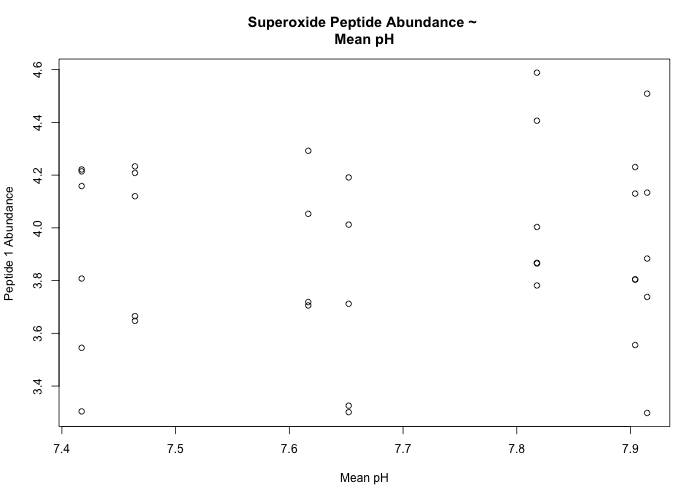 Superoxide Peptide Abundance ~
Mean pH
4.6
4.4
4.2
4.0
3.8
3.6
3.4
Peptide 1 Abundance
7.4 7.5 7.6 7.7 7.8 7.9
Mean pH